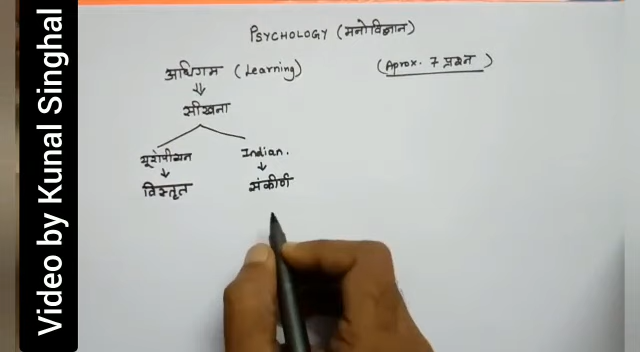 Video by Kunal Singhal
PSYCHOLOGY (मनोविज्ञान)
अधिगम (Learning) (Aprox. 7 प्रश्न)
सीखना
यूरोपीयन Indian.
विस्तृत संकीर्ण